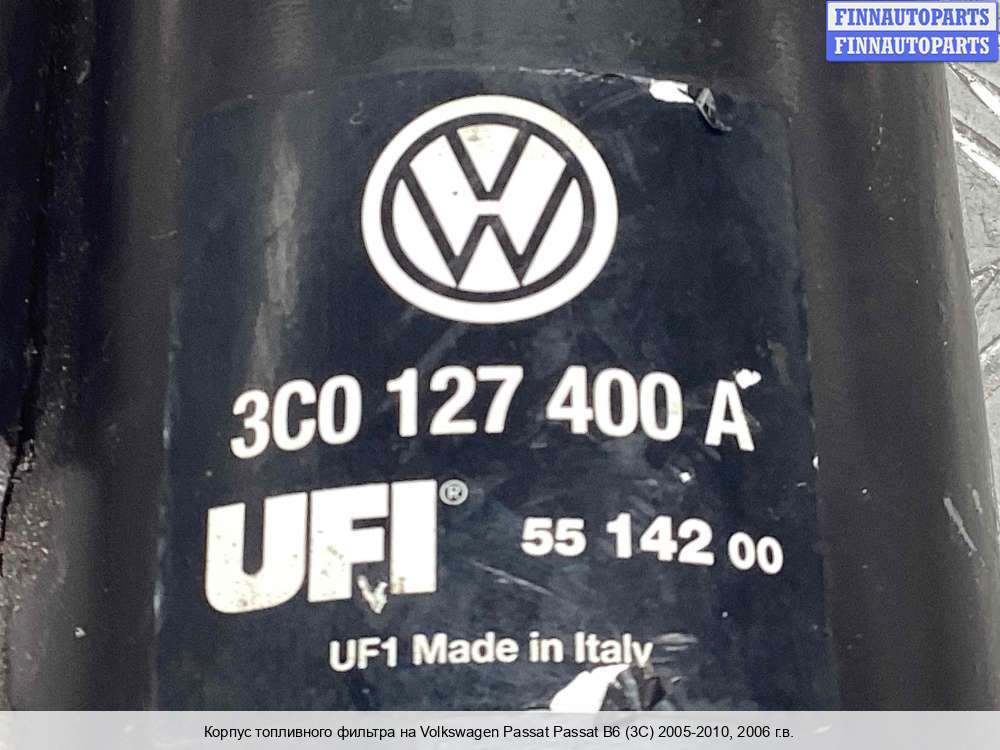 FINNAUTOPARTS
FINNAUTOPARTS
3C0 127 400 A
UFI® 55 142 00
UF1 Made in Italy
Корпус топливного фильтра на Volkswagen Passat Passat B6 (3C) 2005-2010, 2006 г.в.